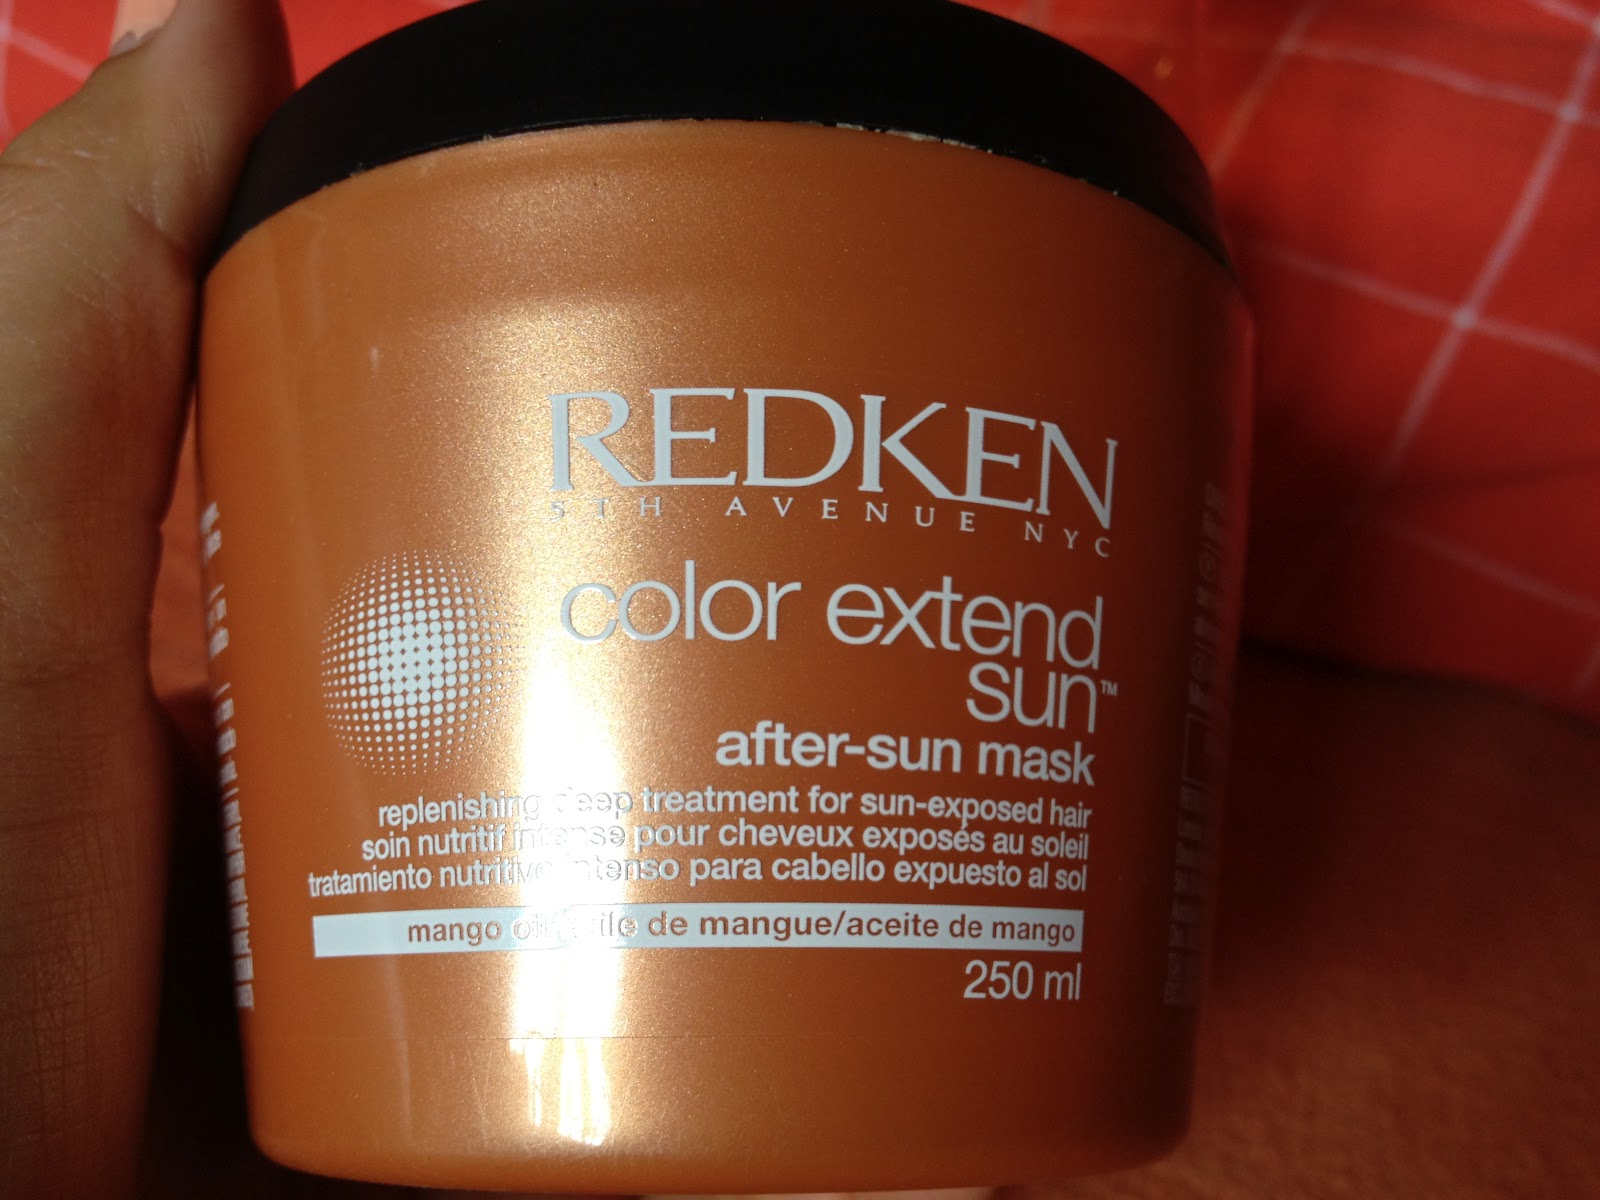 REDKEN
5TH AVENUE NYC
color extend
sun™
after-sun mask
replenishing deep treatment for sun-exposed hair
soin nutritif intense pour cheveux exposés au soleil
tratamiento nutritivo intenso para cabello expuesto al sol
mango oil/huile de mangue/aceite de mango
250 ml